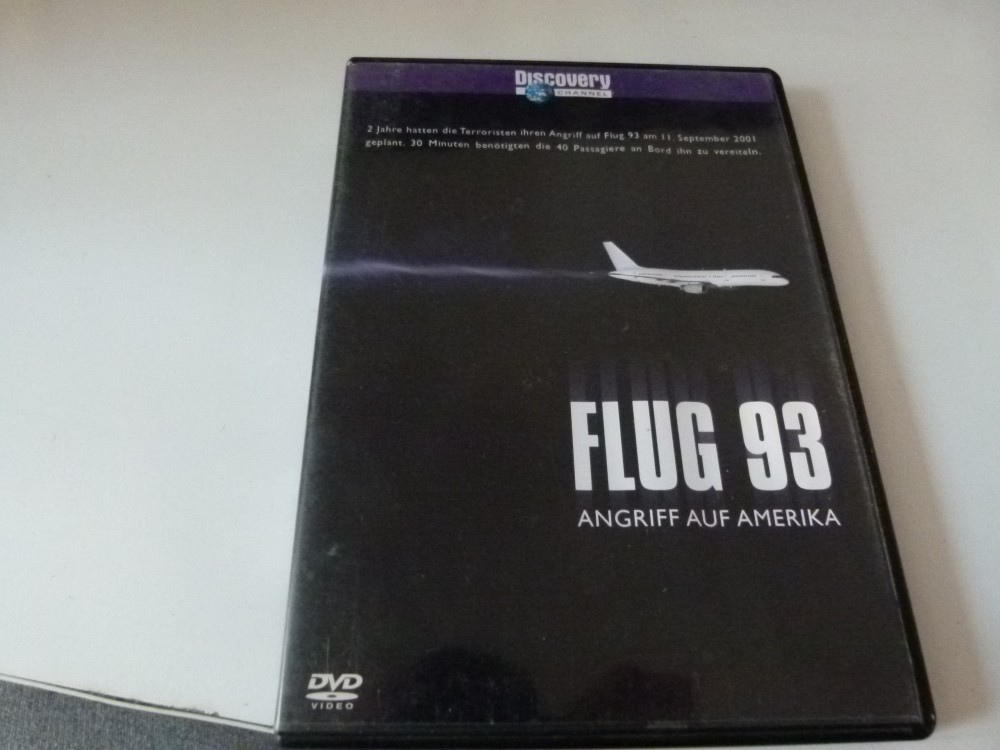 Discovery
CHANNEL
2 Jahre hatten die Terroristen ihren Angriff auf Flug 93 am 11. September 2001
geplant. 30 Minuten benötigten die 40 Passagiere an Bord ihn zu vereiteln.
FLUG 93
ANGRIFF AUF AMERIKA
DVD
VIDEO